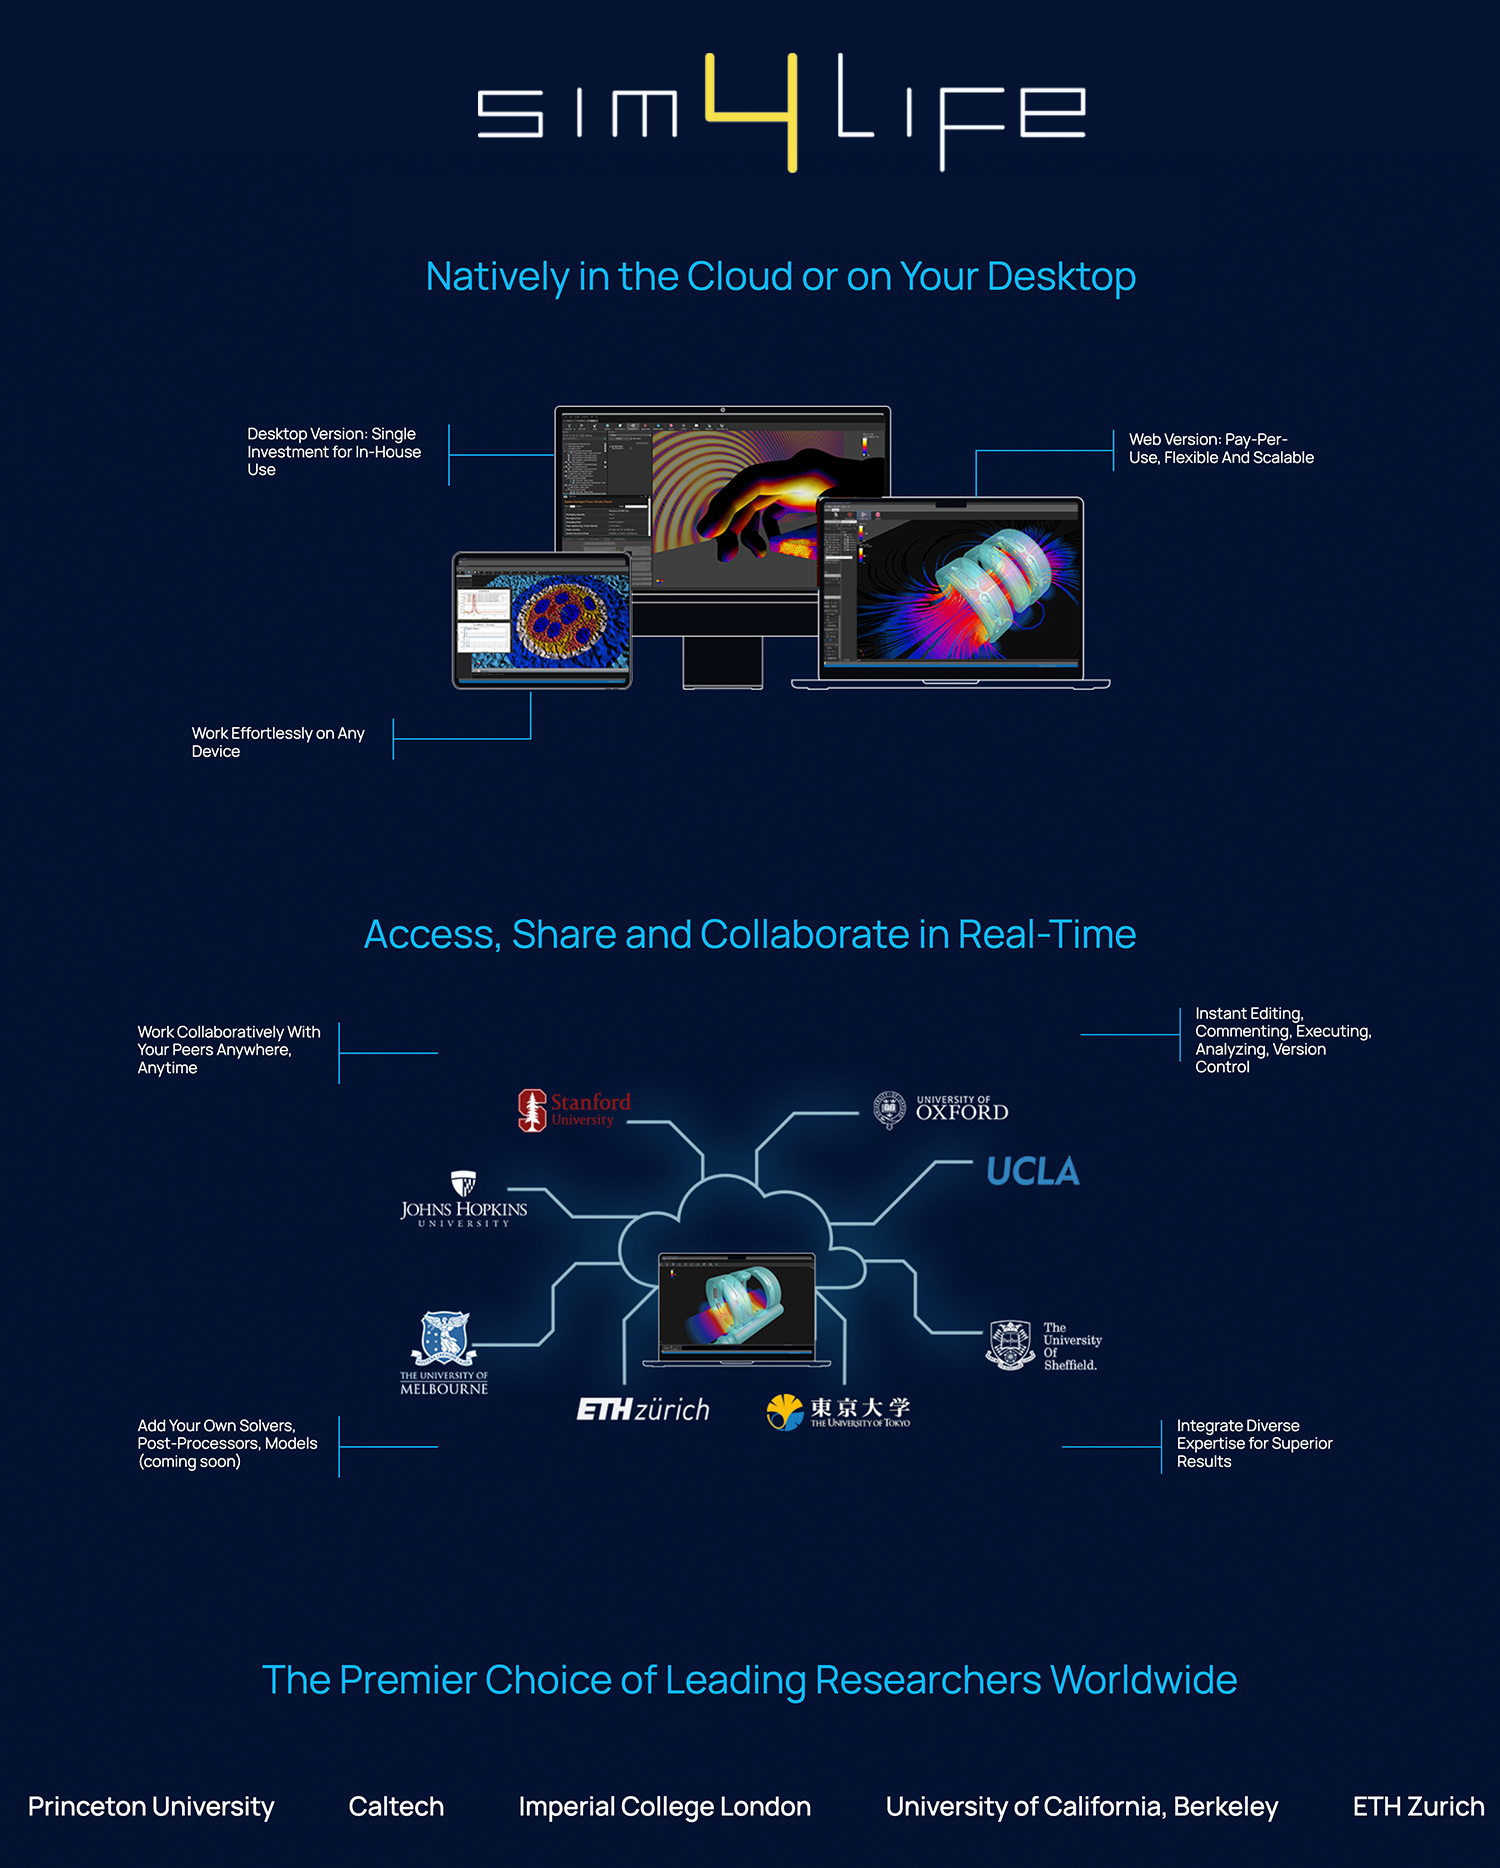 sim4life
Natively in the Cloud or on Your Desktop
Desktop Version: Single
Investment for In-House
Use
Web Version: Pay-Per-
Use, Flexible And Scalable
Work Effortlessly on Any
Device
Access, Share and Collaborate in Real-Time
Work Collaboratively With
Your Peers Anywhere,
Anytime
Instant Editing,
Commenting, Executing,
Analyzing, Version
Control
Stanford
University
UNIVERSITY OF
OXFORD
UCLA
JOHNS HOPKINS
UNIVERSITY
THE UNIVERSITY OF
MELBOURNE
The
University
Of
Sheffield.
ETH zürich
東京大学
THE UNIVERSITY OF TOKYO
Add Your Own Solvers,
Post-Processors, Models
(coming soon)
Integrate Diverse
Expertise for Superior
Results
The Premier Choice of Leading Researchers Worldwide
Princeton University Caltech Imperial College London University of California, Berkeley ETH Zurich